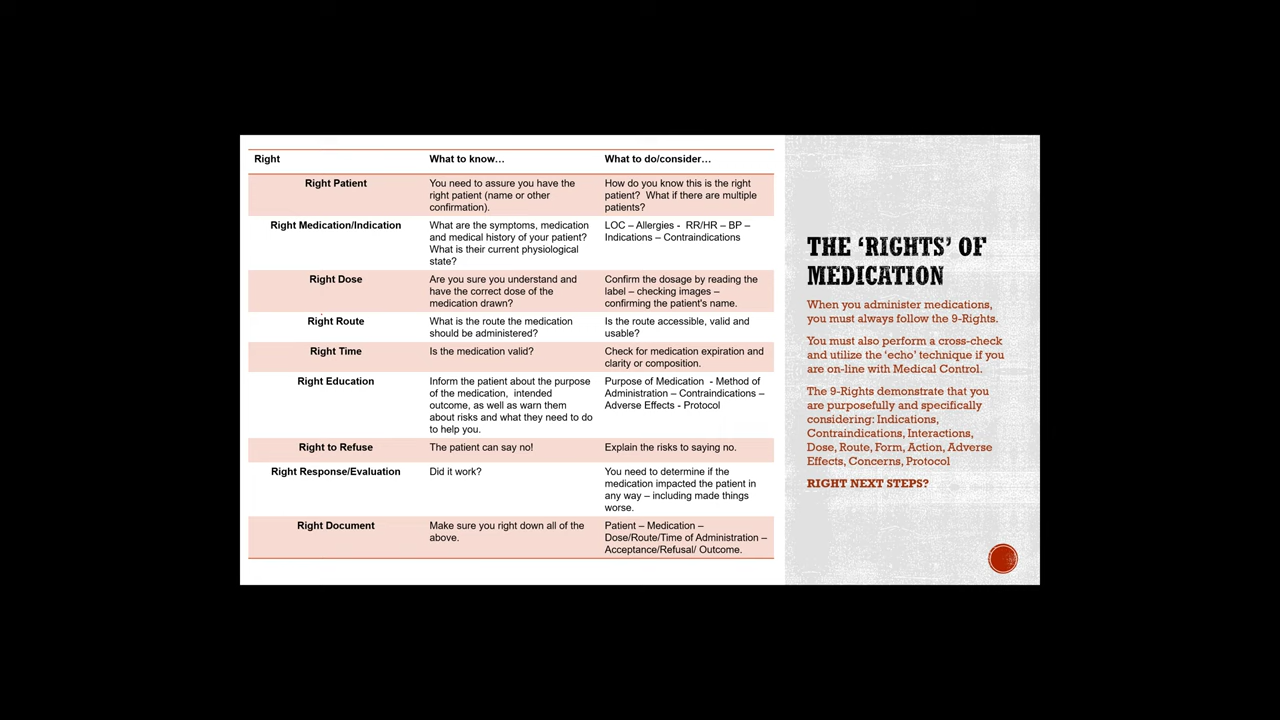 Right What to know… What to do/consider…
Right Patient
You need to assure you have the
right patient (name or other
confirmation).
How do you know this is the right
patient?  What if there are multiple
patients?
Right Medication/Indication
What are the symptoms, medication
and medical history of your patient?
What is their current physiological
state?
LOC – Allergies -  RR/HR – BP –
Indications – Contraindications
Right Dose
Are you sure you understand and
have the correct dose of the
medication drawn?
Confirm the dosage by reading the
label – checking images –
confirming the patient's name.
Right Route
What is the route the medication
should be administered?
Is the route accessible, valid and
usable?
Right Time
Is the medication valid?
Check for medication expiration and
clarity or composition.
Right Education
Inform the patient about the purpose
of the medication,  intended
outcome, as well as warn them
about risks and what they need to do
to help you.
Purpose of Medication  - Method of
Administration – Contraindications –
Adverse Effects - Protocol
Right to Refuse
The patient can say no!
Explain the risks to saying no.
Right Response/Evaluation
Did it work?
You need to determine if the
medication impacted the patient in
any way – including made things
worse.
Right Document
Make sure you right down all of the
above.
Patient – Medication –
Dose/Route/Time of Administration –
Acceptance/Refusal/ Outcome.
THE ‘RIGHTS’ OF
MEDICATION
When you administer medications,
you must always follow the 9-Rights.
You must also perform a cross-check
and utilize the ‘echo’ technique if you
are on-line with Medical Control.
The 9-Rights demonstrate that you
are purposefully and specifically
considering: Indications,
Contraindications, Interactions,
Dose, Route, Form, Action, Adverse
Effects, Concerns, Protocol
RIGHT NEXT STEPS?